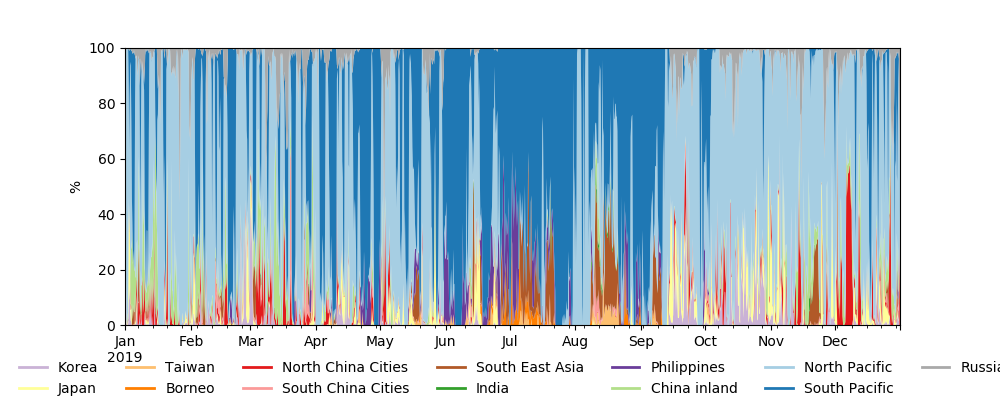 100
80
60
40
20
0
%
Jan Feb Mar Apr May Jun Jul Aug Sep Oct Nov Dec
2019
Korea Taiwan North China Cities South East Asia Philippines North Pacific Russia
Japan Borneo South China Cities India China inland South Pacific